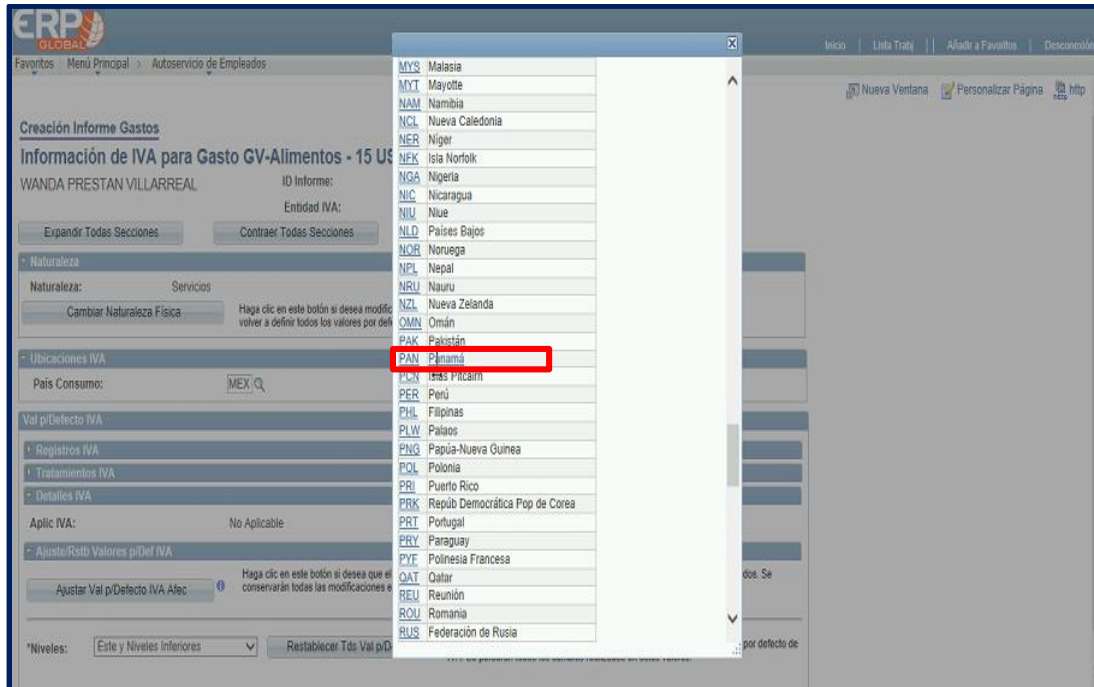 ERP
GLOBAL
Inicio | Lista Trabj | Añadir a Favoritos | Desconexión
Favoritos Menú Principal > Autoservicio de Empleados
Nueva Ventana Personalizar Página http
Creación Informe Gastos
Información de IVA para Gasto GV-Alimentos - 15 US
WANDA PRESTAN VILLARREAL ID Informe:
Entidad IVA:
Expandir Todas Secciones Contraer Todas Secciones
Naturaleza
Naturaleza: Servicios
Cambiar Naturaleza Física
Haga clic en este botón si desea modific
volver a definir todos los valores por def
Ubicaciones IVA
País Consumo: MEX
Val p/Defecto IVA
Registros IVA
Tratamientos IVA
Detalles IVA
Aplic IVA: No Aplicable
Ajuste/Rstb Valores p/Def IVA
Ajustar Val p/Defecto IVA Afec
Haga clic en este botón si desea que el
conservarán todas las modificaciones e
dos. Se
*Niveles: Este y Niveles Inferiores Restablecer Tds Val p/D
por defecto de
MYS Malasia
MYT Mayotte
NAM Namibia
NCL Nueva Caledonia
NER Níger
NFK Isla Norfolk
NGA Nigeria
NIC Nicaragua
NIU Niue
NLD Países Bajos
NOR Noruega
NPL Nepal
NRU Nauru
NZL Nueva Zelanda
OMN Omán
PAK Pakistán
PAN Panamá
PCN Islas Pitcairn
PER Perú
PHL Filipinas
PLW Palaos
PNG Papúa-Nueva Guinea
POL Polonia
PRI Puerto Rico
PRK Repúb Democrática Pop de Corea
PRT Portugal
PRY Paraguay
PYF Polinesia Francesa
QAT Qatar
REU Reunión
ROU Romania
RUS Federación de Rusia